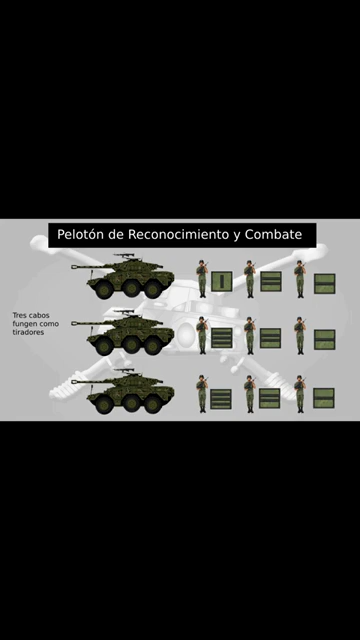 Pelotón de Reconocimiento y Combate
Tres cabos
fungen como
tiradores